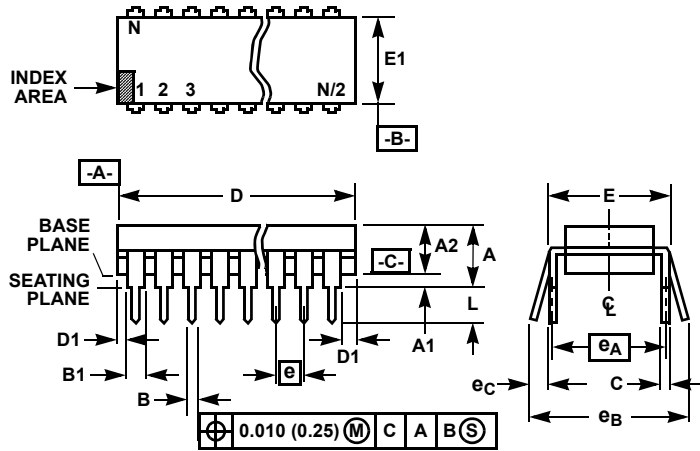 N
E1
INDEX
AREA
1 2 3 N/2
-B-
-A-
D
E
BASE
PLANE
A2
A
-C-
SEATING
PLANE
L
℄
D1
A1
D1
eA
B1
e
eC
C
B
eB
⌖ 0.010 (0.25) Ⓜ C A B Ⓢ